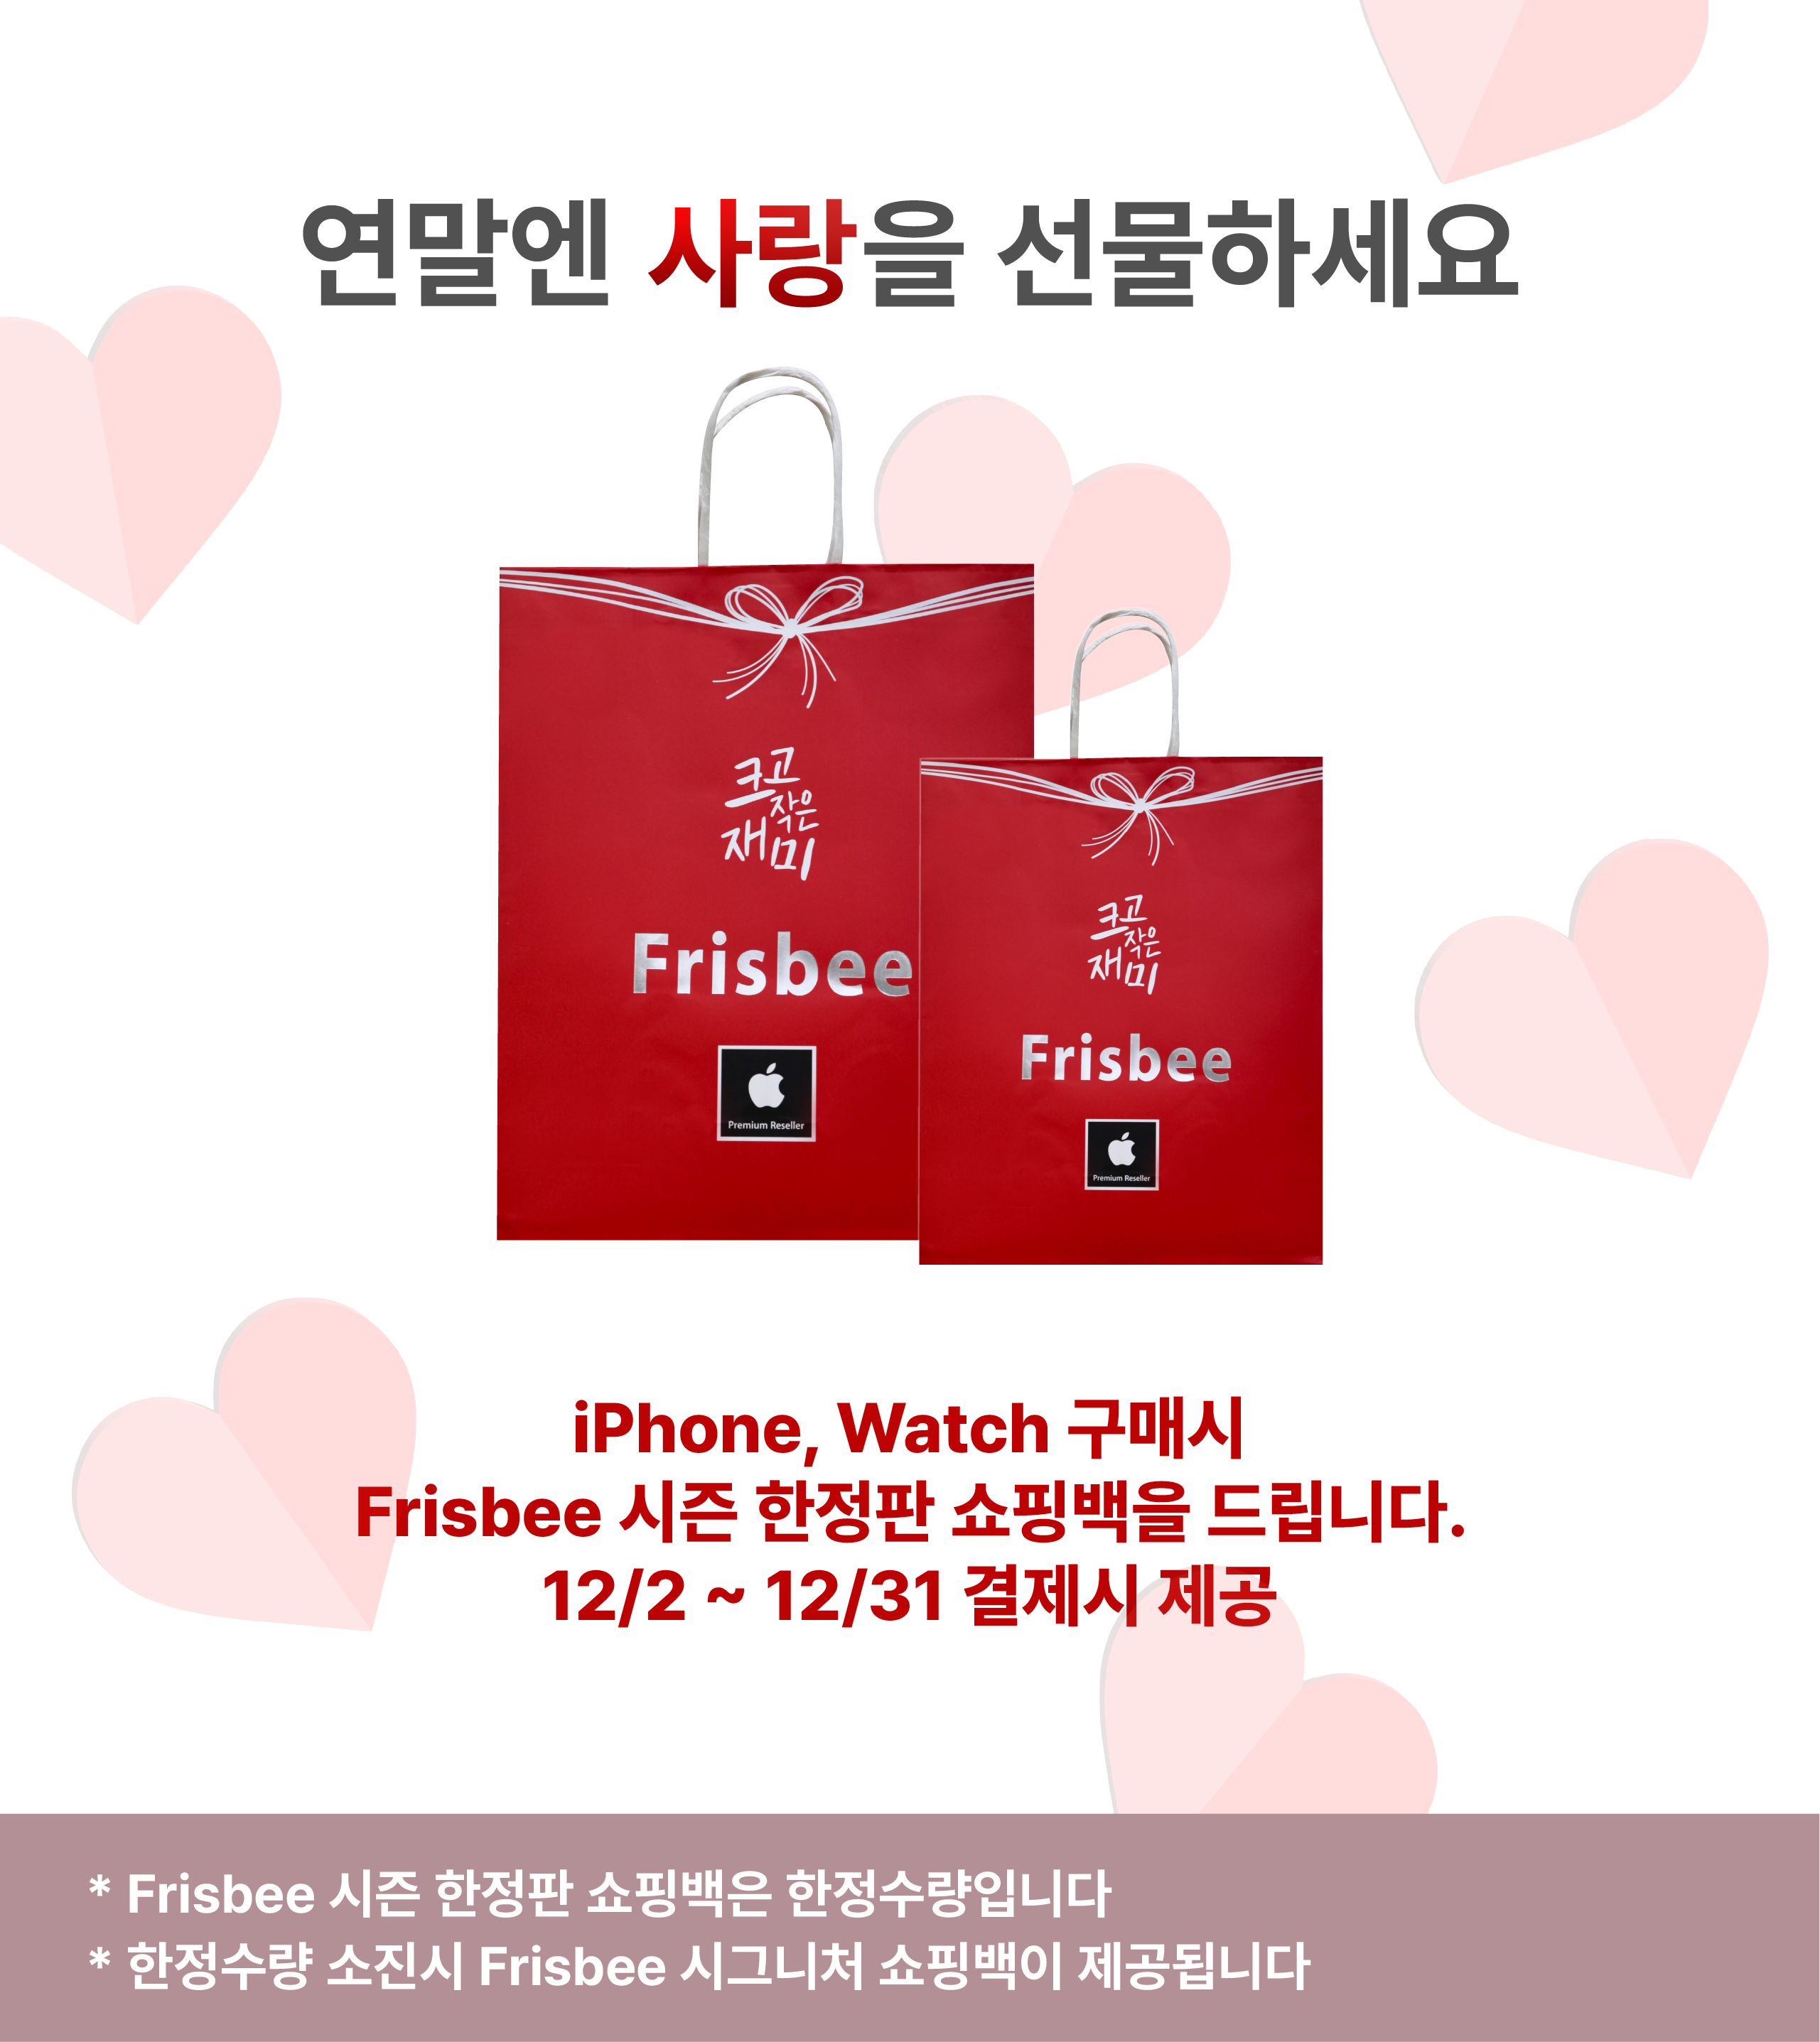 연말엔 사랑을 선물하세요
크고
작은
재미
Frisbee
Premium Reseller
크고
작은
재미
Frisbee
Premium Reseller
iPhone, Watch 구매시
Frisbee 시즌 한정판 쇼핑백을 드립니다.
12/2 ~ 12/31 결제시 제공
* Frisbee 시즌 한정판 쇼핑백은 한정수량입니다
* 한정수량 소진시 Frisbee 시그니처 쇼핑백이 제공됩니다